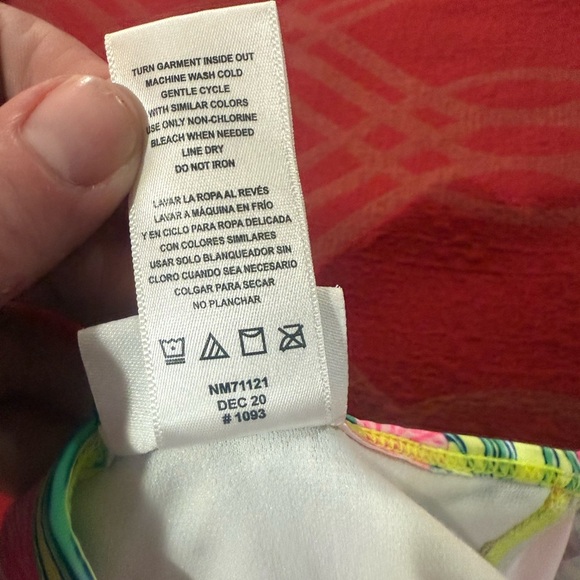 TURN GARMENT INSIDE OUT
MACHINE WASH COLD
GENTLE CYCLE
WITH SIMILAR COLORS
USE ONLY NON-CHLORINE
BLEACH WHEN NEEDED
LINE DRY
DO NOT IRON
LAVAR LA ROPA AL REVÉS
LAVAR A MÁQUINA EN FRÍO
Y EN CICLO PARA ROPA DELICADA
CON COLORES SIMILARES
USAR SOLO BLANQUEADOR SIN
CLORO CUANDO SEA NECESARIO
COLGAR PARA SECAR
NO PLANCHAR
NM71121
DEC 20
# 1093